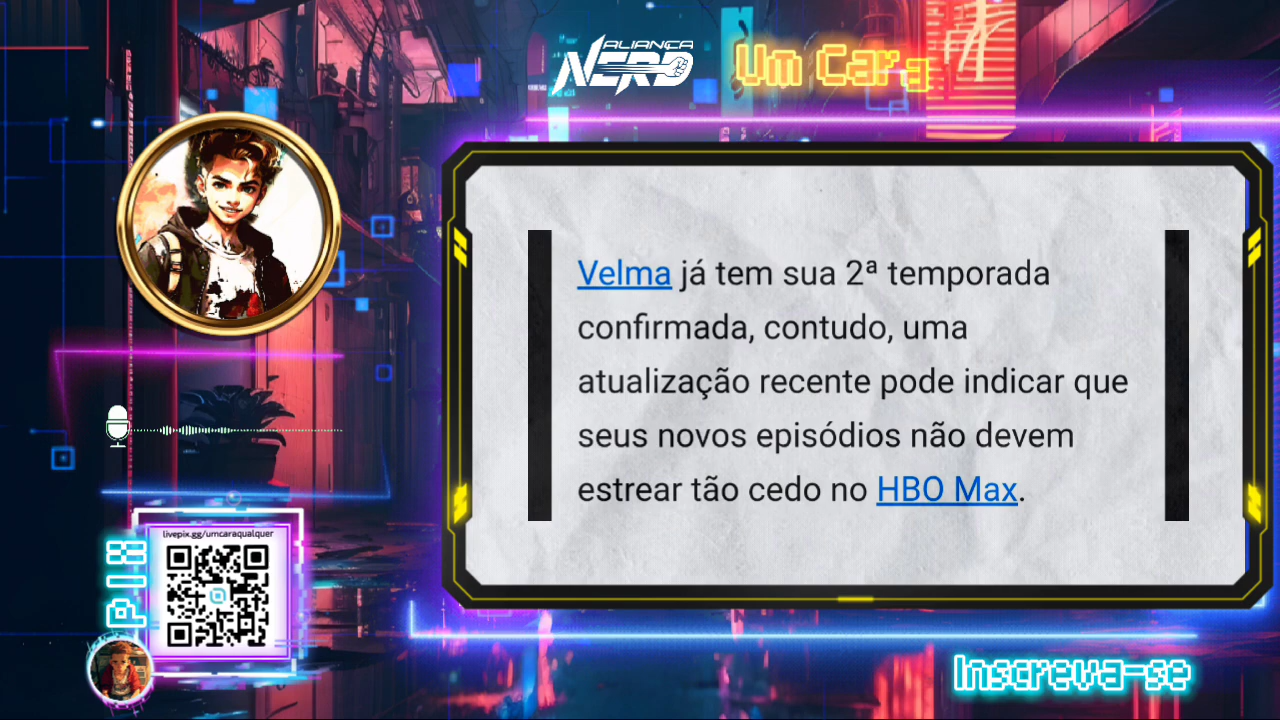 ALIANÇA
NERD
Um Cara
Velma já tem sua 2ª temporada
confirmada, contudo, uma
atualização recente pode indicar que
seus novos episódios não devem
estrear tão cedo no HBO Max.
livepix.gg/umcaraqualquer
PIX
Inscreva-se